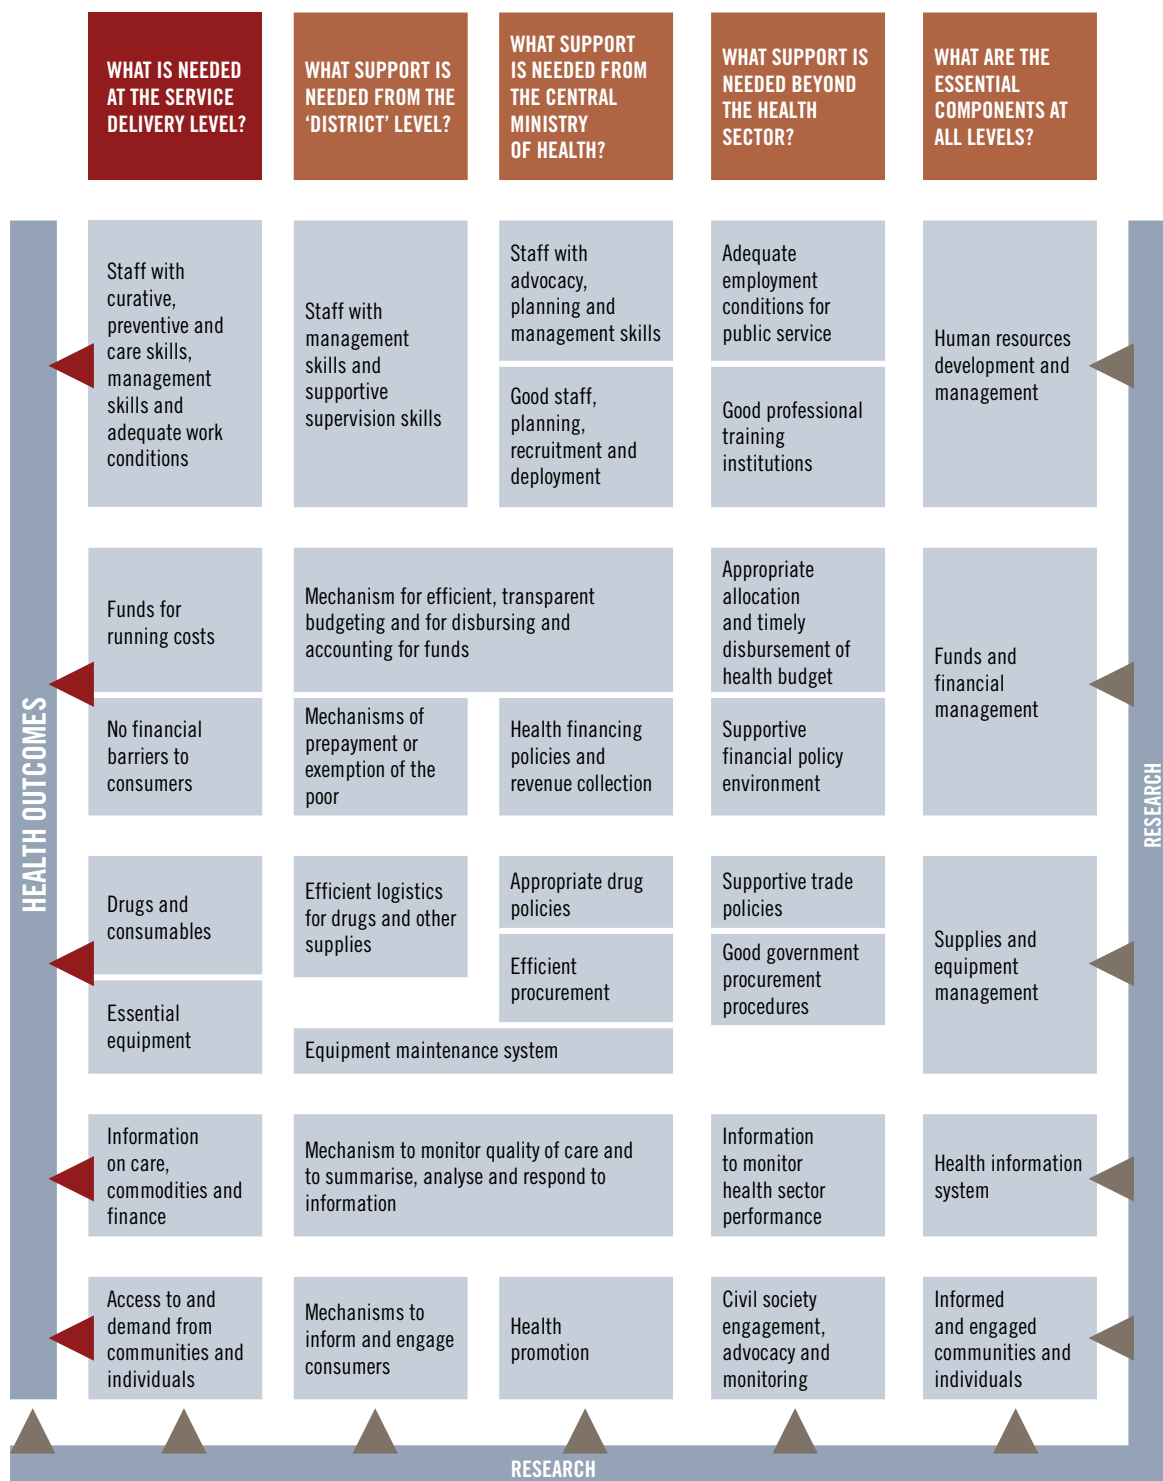 WHAT IS NEEDED
AT THE SERVICE
DELIVERY LEVEL?
WHAT SUPPORT IS
NEEDED FROM THE
‘DISTRICT’ LEVEL?
WHAT SUPPORT
IS NEEDED FROM
THE CENTRAL
MINISTRY
OF HEALTH?
WHAT SUPPORT IS
NEEDED BEYOND
THE HEALTH
SECTOR?
WHAT ARE THE
ESSENTIAL
COMPONENTS AT
ALL LEVELS?
HEALTH OUTCOMES
Staff with
curative,
preventive and
care skills,
management
skills and
adequate work
conditions
Staff with
management
skills and
supportive
supervision skills
Staff with
advocacy,
planning and
management skills
Good staff,
planning,
recruitment and
deployment
Adequate
employment
conditions for
public service
Good professional
training
institutions
Human resources
development and
management
Funds for
running costs
No financial
barriers to
consumers
Mechanism for efficient, transparent
budgeting and for disbursing and
accounting for funds
Mechanisms of
prepayment or
exemption of the
poor
Health financing
policies and
revenue collection
Appropriate
allocation
and timely
disbursement of
health budget
Supportive
financial policy
environment
Funds and
financial
management
Drugs and
consumables
Essential
equipment
Efficient logistics
for drugs and other
supplies
Appropriate drug
policies
Efficient
procurement
Equipment maintenance system
Supportive trade
policies
Good government
procurement
procedures
Supplies and
equipment
management
Information
on care,
commodities and
finance
Mechanism to monitor quality of care and
to summarise, analyse and respond to
information
Information
to monitor
health sector
performance
Health information
system
Access to and
demand from
communities and
individuals
Mechanisms to
inform and engage
consumers
Health
promotion
Civil society
engagement,
advocacy and
monitoring
Informed
and engaged
communities and
individuals
RESEARCH
RESEARCH